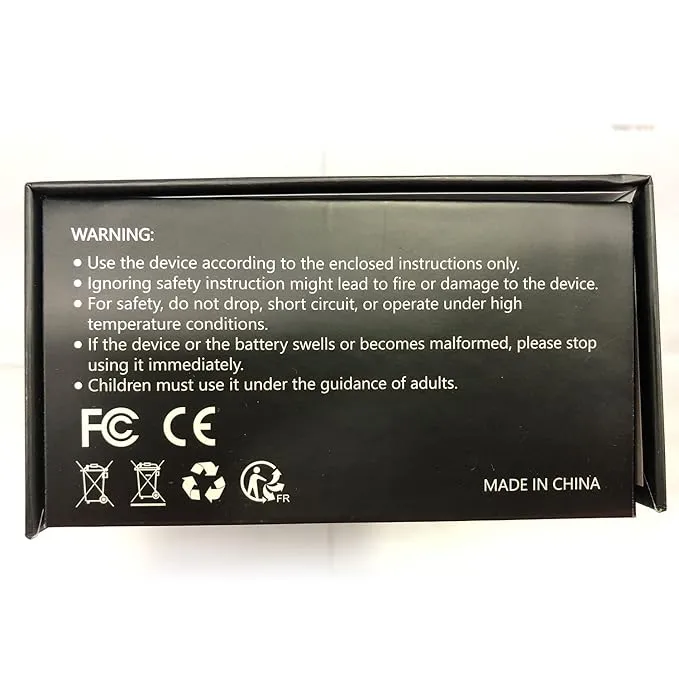 WARNING:
● Use the device according to the enclosed instructions only.
● Ignoring safety instruction might lead to fire or damage to the device.
● For safety, do not drop, short circuit, or operate under high
temperature conditions.
● If the device or the battery swells or becomes malformed, please stop
using it immediately.
● Children must use it under the guidance of adults.
FC CE
FR
MADE IN CHINA